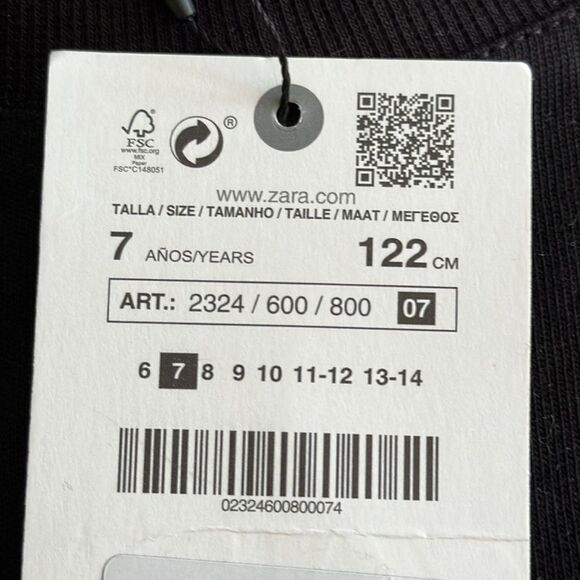 FSC
www.fsc.org
MIX
Paper
FSC*C148051
®
www.zara.com
TALLA / SIZE / TAMANHO / TAILLE / MAAT / ΜΕΓΕΘΟΣ
7 AÑOS/YEARS 122 CM
ART.: 2324 / 600 / 800 07
6 7 8 9 10 11-12 13-14
02324600800074